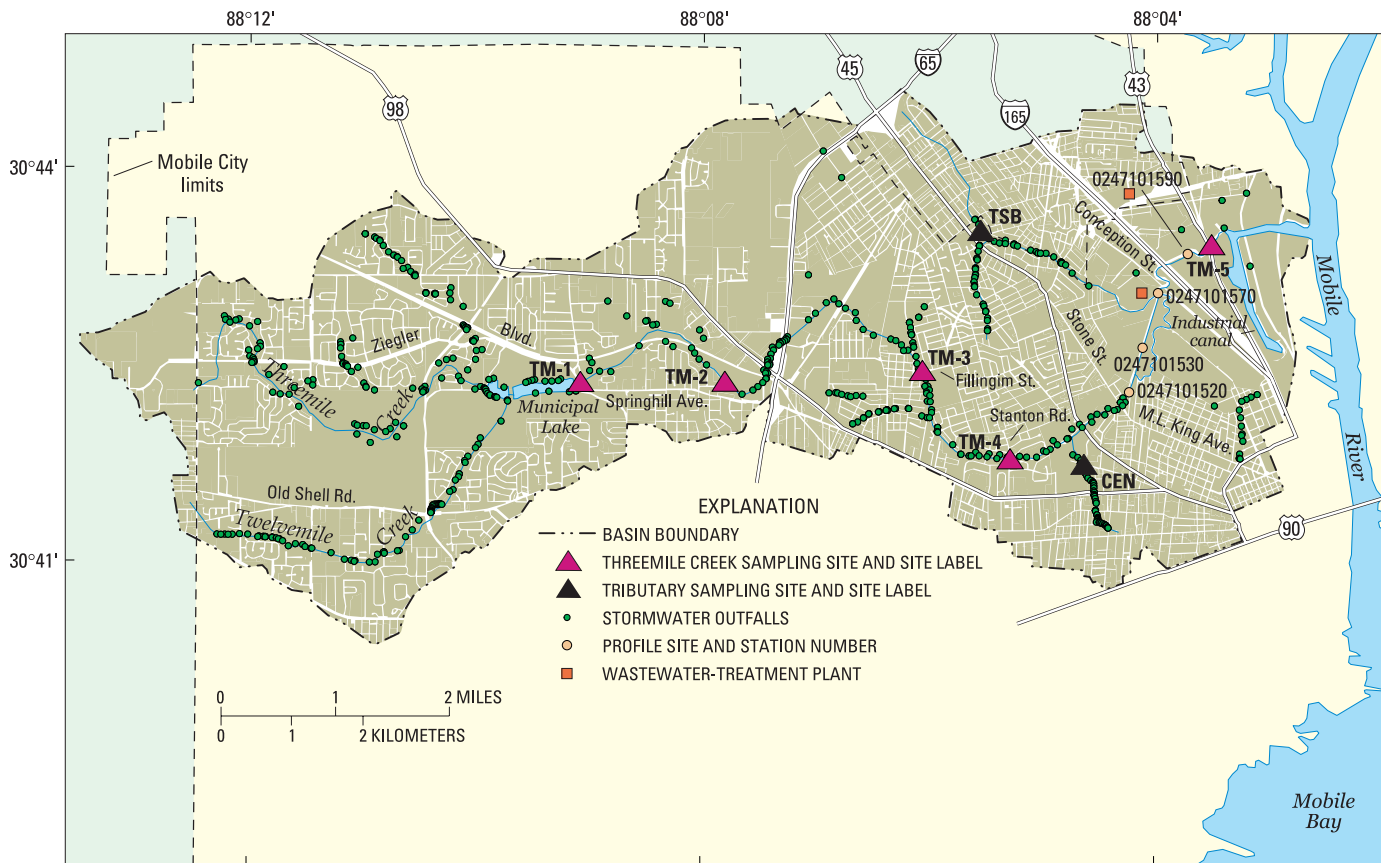 88°12'
88°08'
88°04'
98
45
65
165
43
30°44'
Mobile City
limits
0247101590
TSB
Conception St.
TM-5
Mobile
River
0247101570
Industrial
canal
Stone St.
Ziegler
Blvd.
TM-1
TM-2
TM-3
Fillingim St.
0247101530
0247101520
Threemile
Creek
Municipal
Lake
Springhill Ave.
Stanton Rd.
M.L. King Ave.
TM-4
CEN
Old Shell Rd.
Twelvemile
Creek
90
30°41'
EXPLANATION
BASIN BOUNDARY
THREEMILE CREEK SAMPLING SITE AND SITE LABEL
TRIBUTARY SAMPLING SITE AND SITE LABEL
STORMWATER OUTFALLS
PROFILE SITE AND STATION NUMBER
WASTEWATER-TREATMENT PLANT
0 1 2 MILES
0 1 2 KILOMETERS
Mobile
Bay